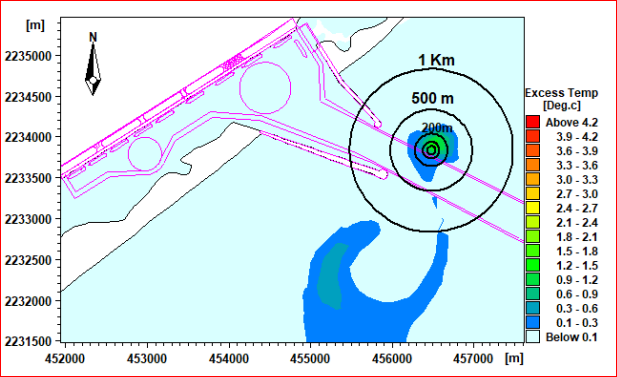 [m]
N
2235000
2234500
2234000
2233500
2233000
2232500
2232000
2231500
452000
453000
454000
455000
456000
457000
[m]
1 Km
500 m
200m
Excess Temp
[Deg.c]
Above 4.2
3.9 - 4.2
3.6 - 3.9
3.3 - 3.6
3.0 - 3.3
2.7 - 3.0
2.4 - 2.7
2.1 - 2.4
1.8 - 2.1
1.5 - 1.8
1.2 - 1.5
0.9 - 1.2
0.6 - 0.9
0.3 - 0.6
0.1 - 0.3
Below 0.1